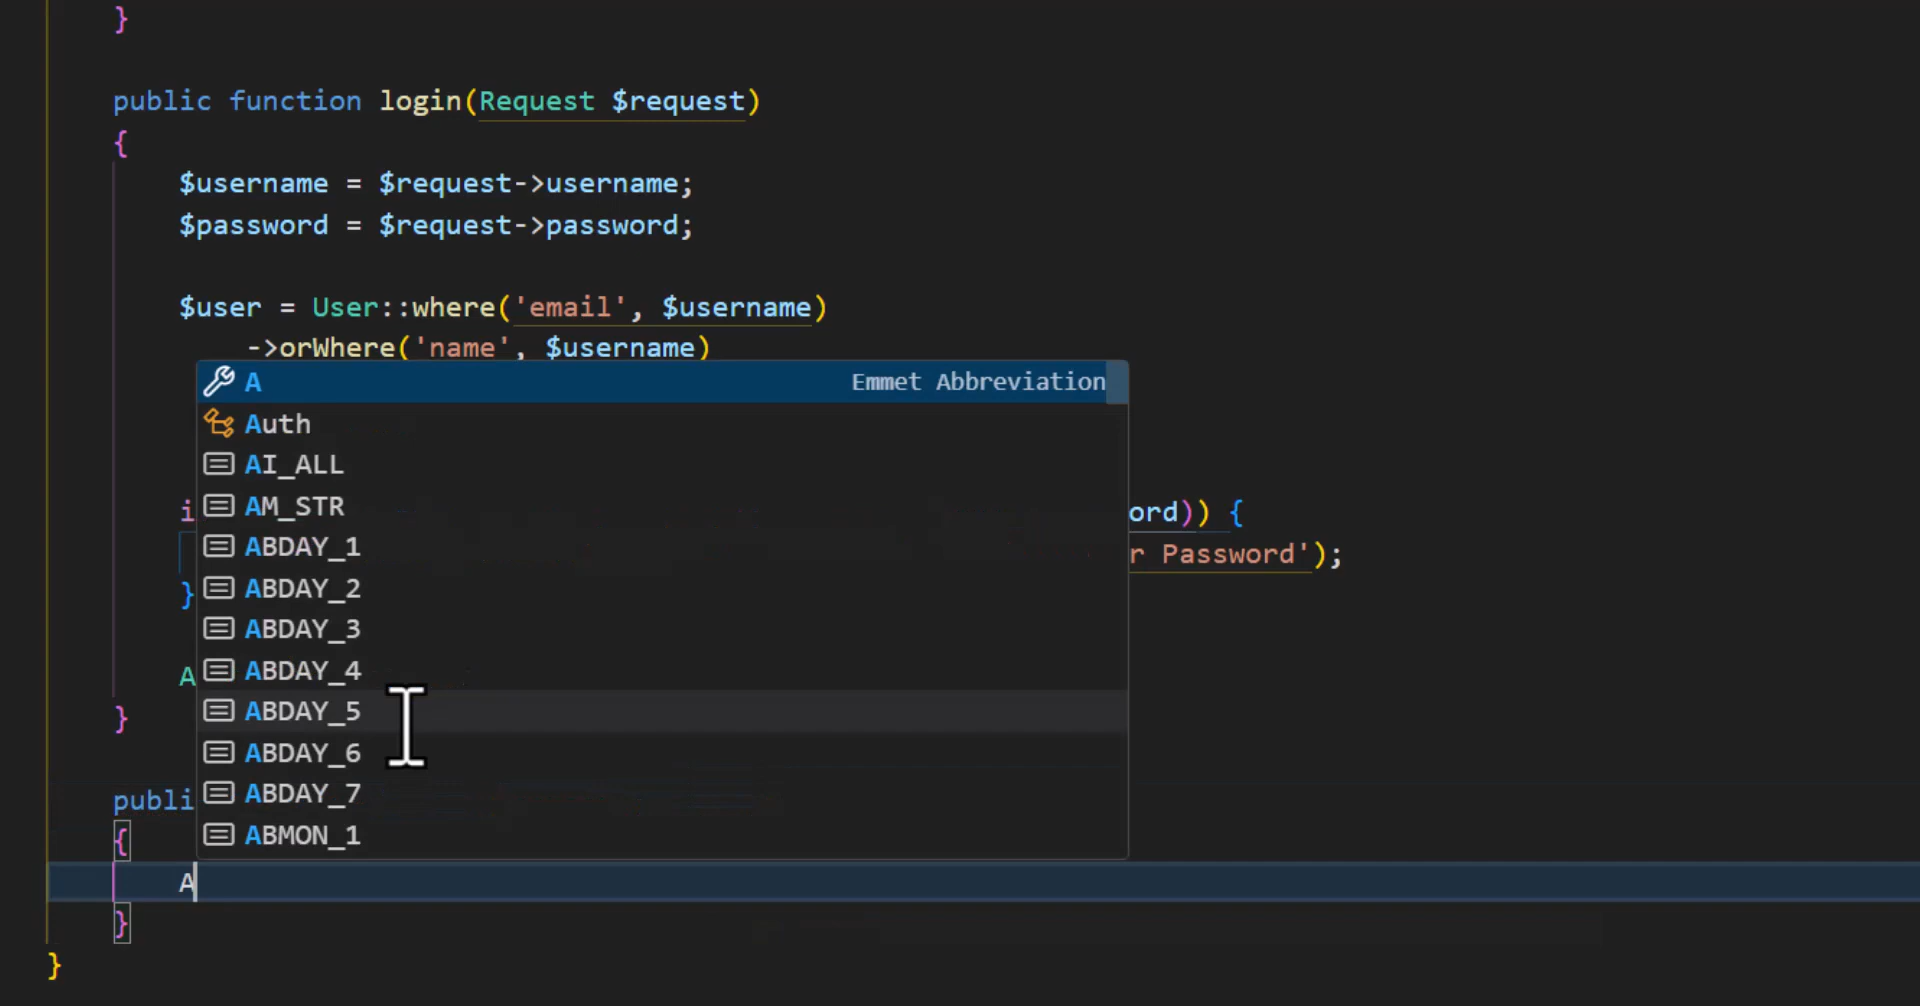 }
public function login(Request $request)
{
$username = $request->username;
$password = $request->password;
$user = User::where('email', $username)
->orWhere('name', $username)
A Emmet Abbreviation
Auth
AI_ALL
i AM_STR ord)) {
ABDAY_1 r Password');
} ABDAY_2
ABDAY_3
A ABDAY_4
} ABDAY_5
ABDAY_6
publi ABDAY_7
{ ABMON_1
A
}
}